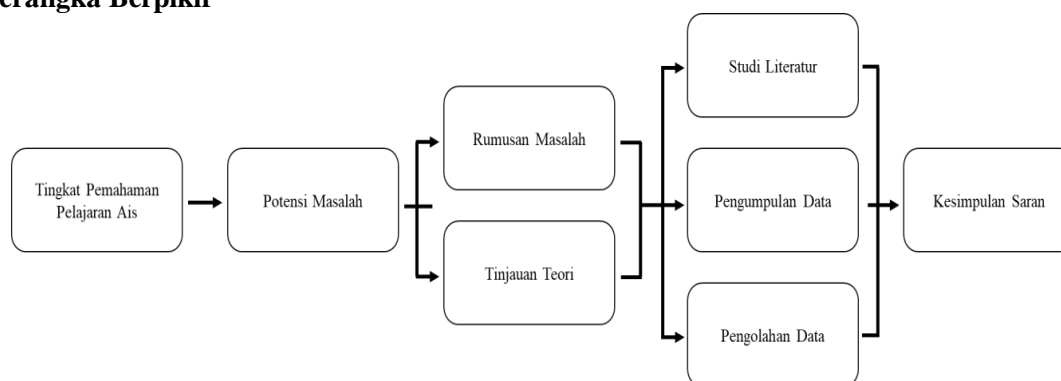 erangka Berpikir
Studi Literatur
Rumusan Masalah
Tingkat Pemahaman
Pelajaran Ais
Potensi Masalah
Pengumpulan Data
Kesimpulan Saran
Tinjauan Teori
Pengolahan Data